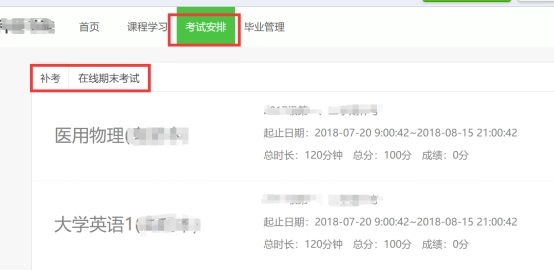 首页 课程学习 考试安排 毕业管理
补考 在线期末考试
医用物理(
起止日期：2018-07-20 9:00:42~2018-08-15 21:00:42
总时长：120分钟 总分：100分 成绩：0分
大学英语1(
起止日期：2018-07-20 9:00:42~2018-08-15 21:00:42
总时长：120分钟 总分：100分 成绩：0分